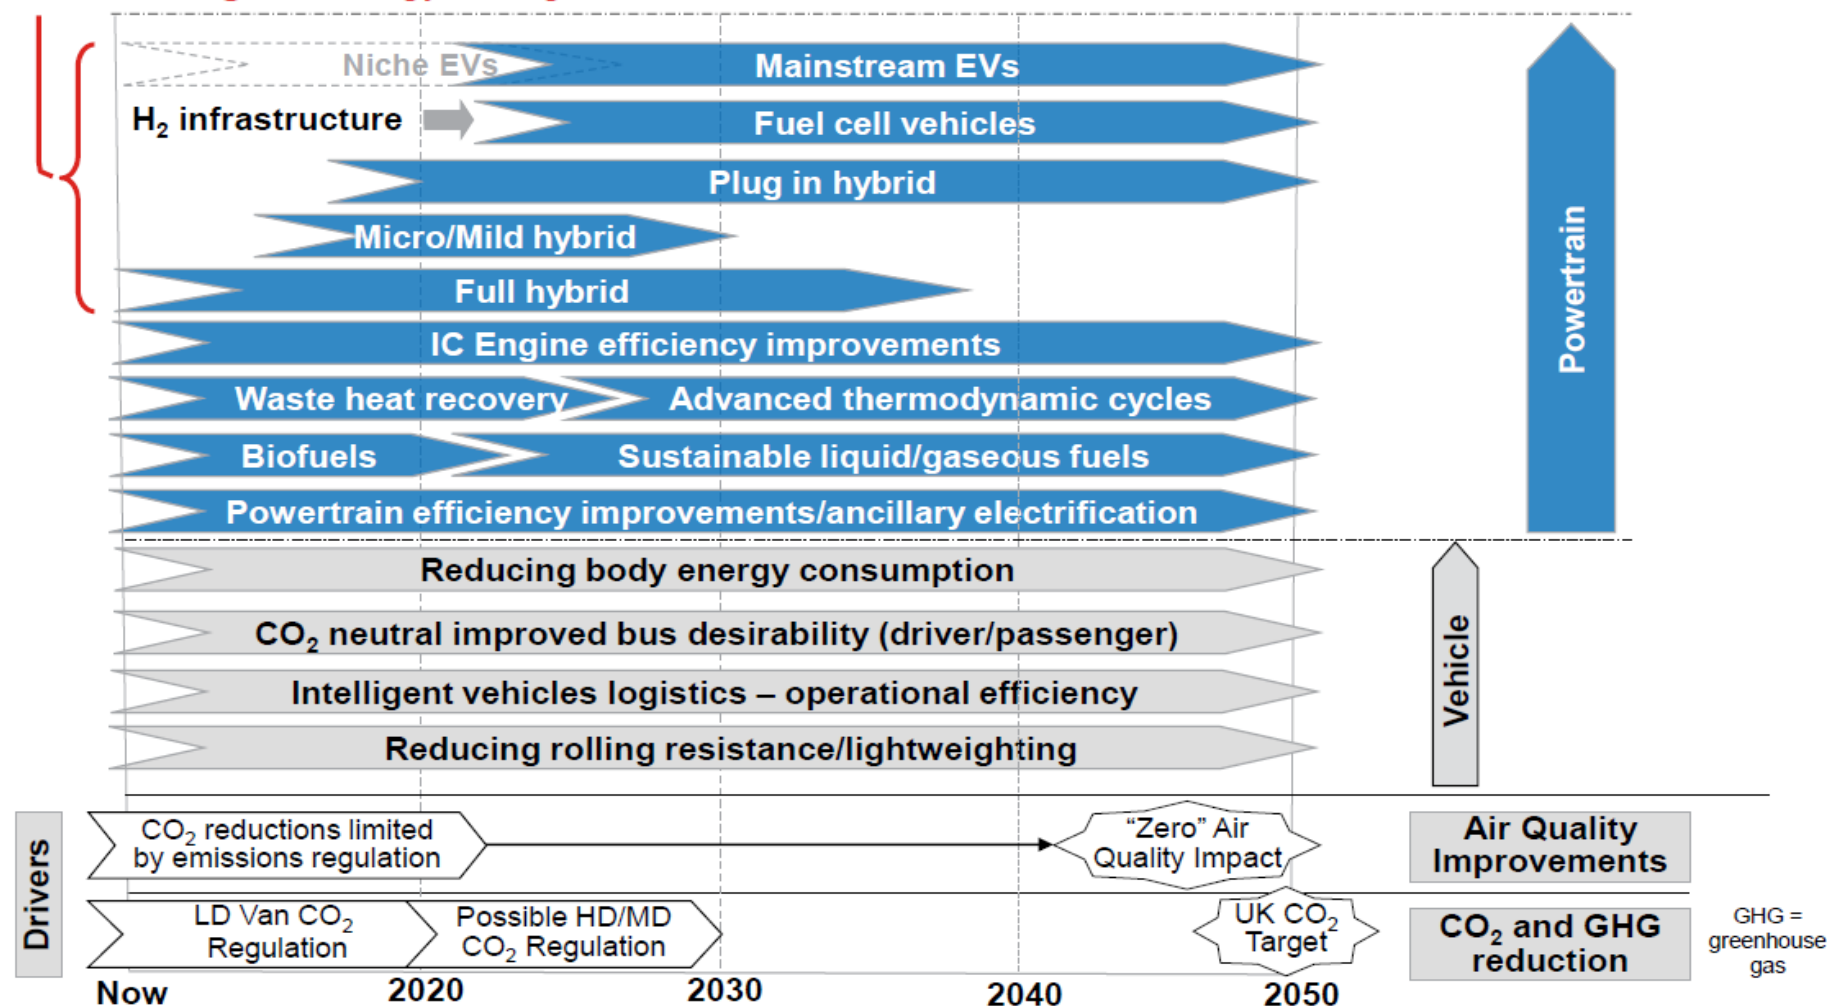 Niche EVs
Mainstream EVs
H₂ infrastructure
Fuel cell vehicles
Plug in hybrid
Micro/Mild hybrid
Full hybrid
IC Engine efficiency improvements
Waste heat recovery
Advanced thermodynamic cycles
Biofuels
Sustainable liquid/gaseous fuels
Powertrain efficiency improvements/ancillary electrification
Powertrain
Reducing body energy consumption
CO₂ neutral improved bus desirability (driver/passenger)
Intelligent vehicles logistics – operational efficiency
Reducing rolling resistance/lightweighting
Vehicle
Drivers
CO₂ reductions limited
by emissions regulation
“Zero” Air
Quality Impact
Air Quality
Improvements
LD Van CO₂
Regulation
Possible HD/MD
CO₂ Regulation
UK CO₂
Target
CO₂ and GHG
reduction
GHG =
greenhouse
gas
Now
2020
2030
2040
2050